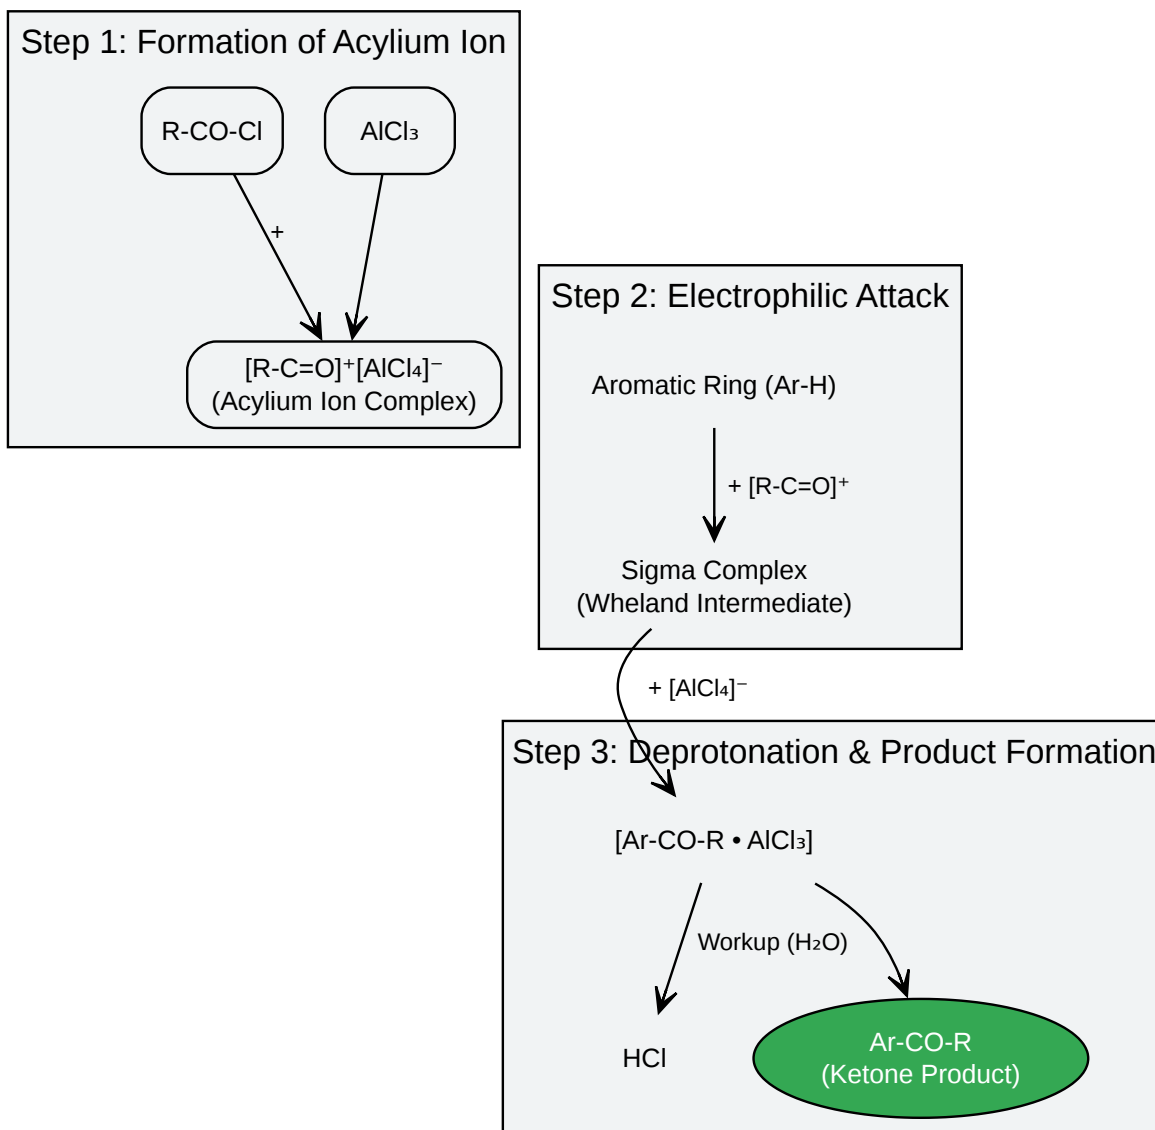 Step 1: Formation of Acylium Ion
R-CO-Cl
AlCl₃
+
[R-C=O]⁺[AlCl₄]⁻
(Acylium Ion Complex)
Step 2: Electrophilic Attack
Aromatic Ring (Ar-H)
+ [R-C=O]⁺
Sigma Complex
(Wheland Intermediate)
+ [AlCl₄]⁻
Step 3: Deprotonation & Product Formation
[Ar-CO-R • AlCl₃]
Workup (H₂O)
HCl
Ar-CO-R
(Ketone Product)